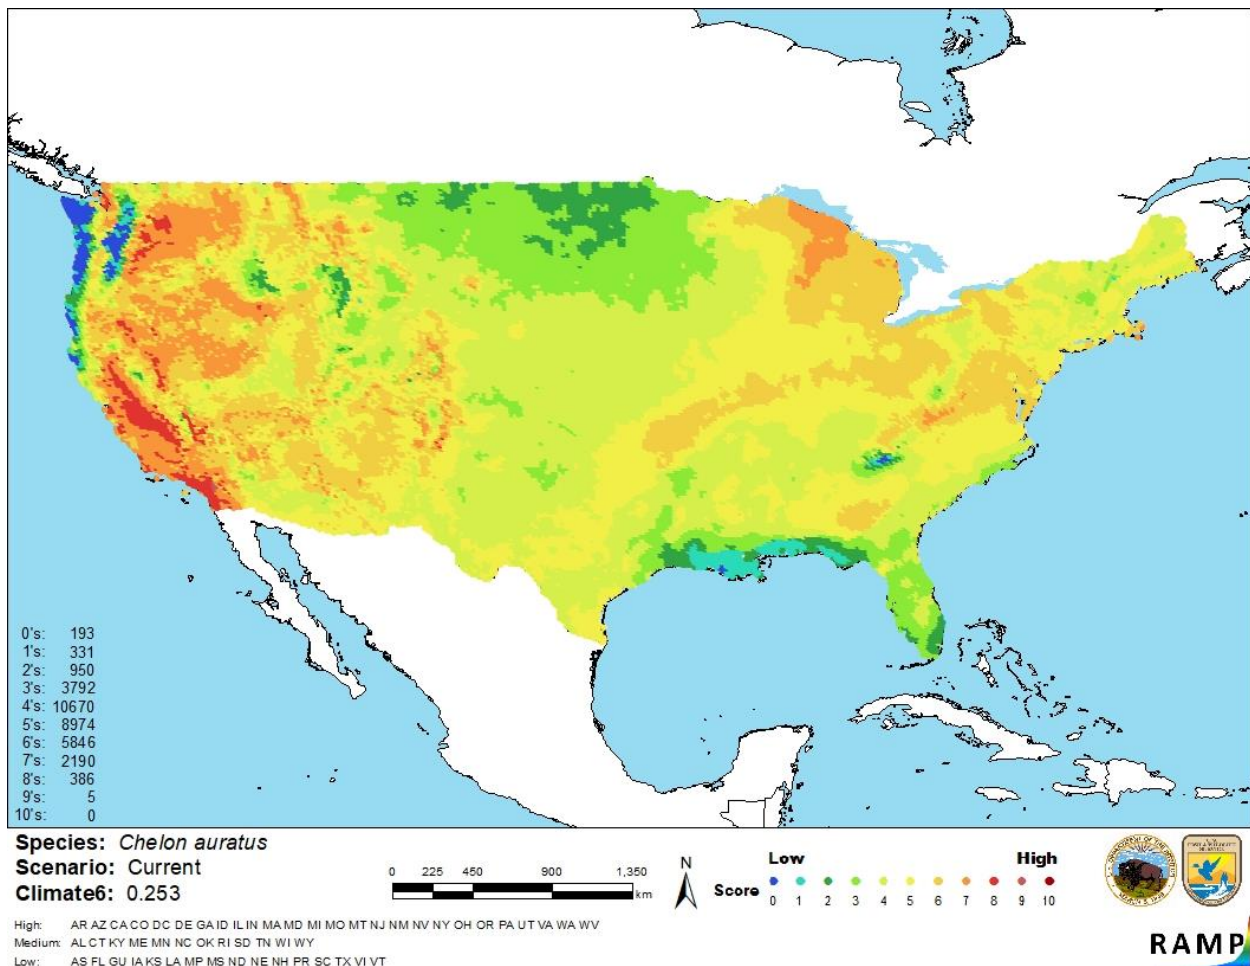 0's: 193
1's: 331
2's: 950
3's: 3792
4's: 10670
5's: 8974
6's: 5846
7's: 2190
8's: 386
9's: 5
10's: 0
Species: Chelon auratus
Scenario: Current
Climate6: 0.253
0 225 450 900 1,350
km
N
Low High
Score 0 1 2 3 4 5 6 7 8 9 10
High: AR AZ CA CO DC DE GA ID IL IN MA MD MI MO MT NJ NM NV NY OH OR PA UT VA WA WV
Medium: AL CT KY ME MN NC OK RI SD TN WI WY
Low: AS FL GU IA KS LA MP MS ND NE NH PR SC TX VI VT
RAMP